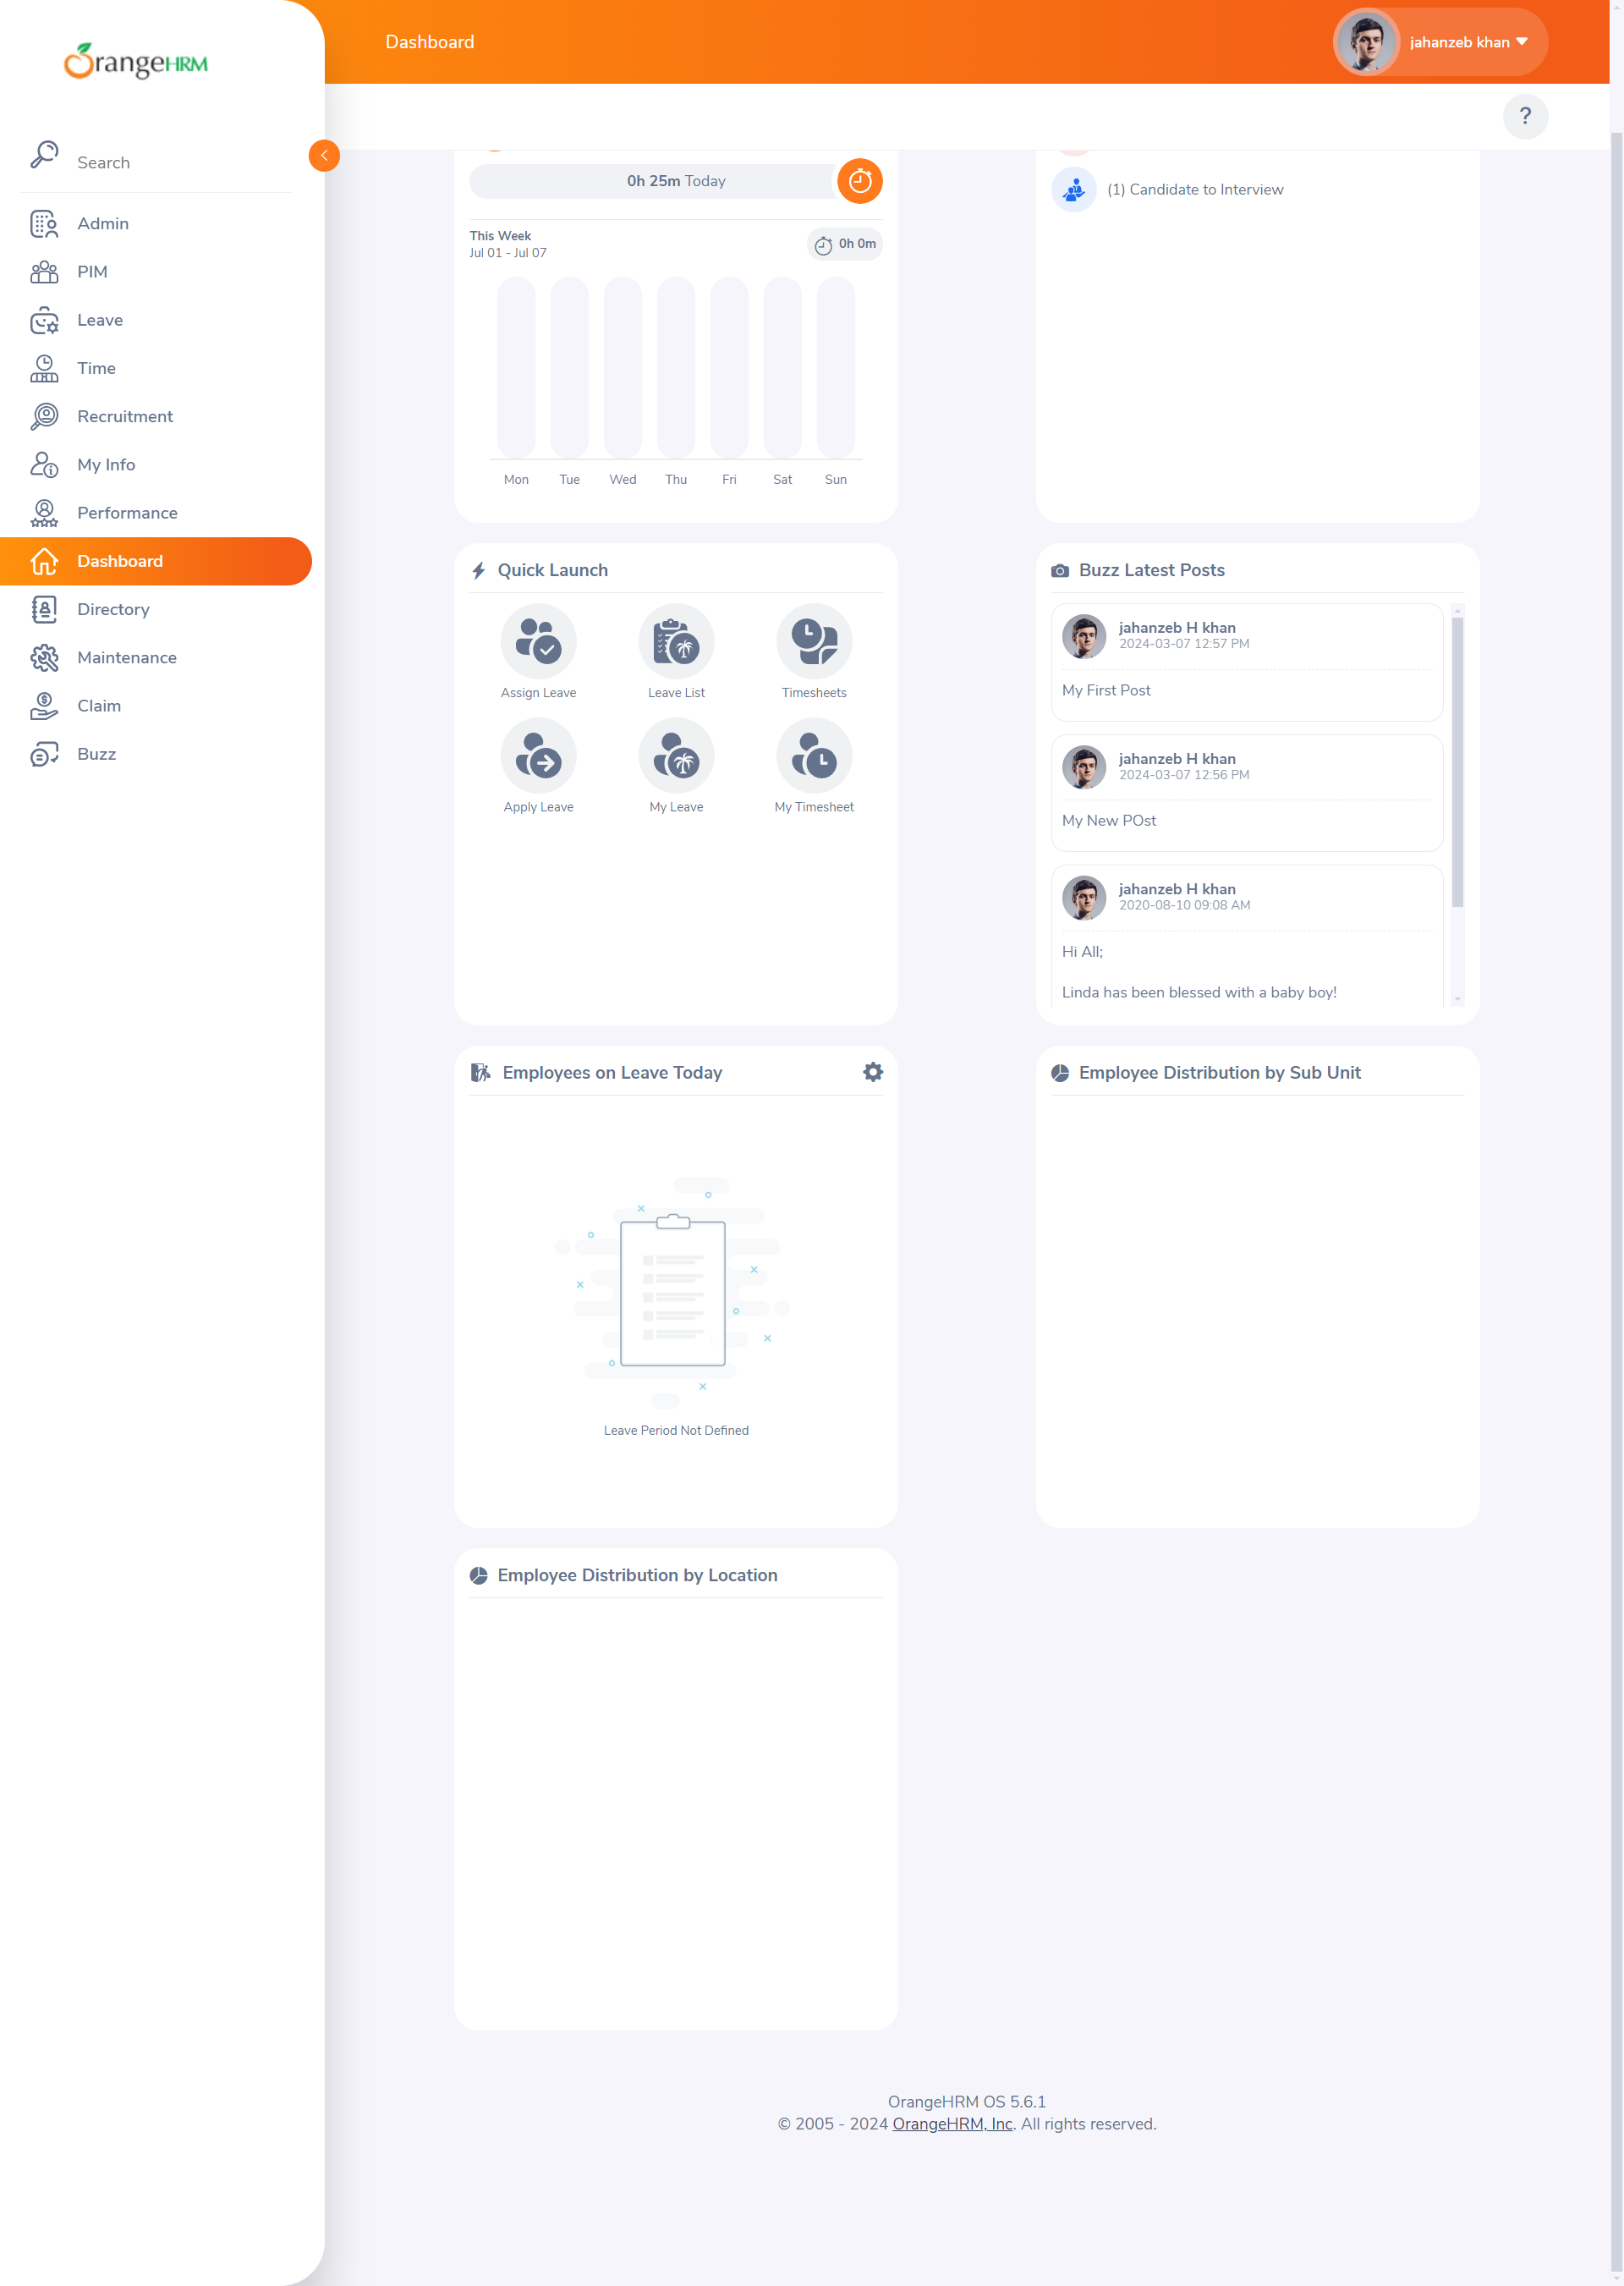 OrangeHRM
Search
Admin
PIM
Leave
Time
Recruitment
My Info
Performance
Dashboard
Directory
Maintenance
Claim
Buzz
Dashboard
jahanzeb khan
?
0h 25m Today
This Week
Jul 01 - Jul 07
0h 0m
Mon Tue Wed Thu Fri Sat Sun
(1) Candidate to Interview
Quick Launch
Assign Leave
Leave List
Timesheets
Apply Leave
My Leave
My Timesheet
Buzz Latest Posts
jahanzeb H khan
2024-03-07 12:57 PM
My First Post
jahanzeb H khan
2024-03-07 12:56 PM
My New POst
jahanzeb H khan
2020-08-10 09:08 AM
Hi All;
Linda has been blessed with a baby boy!
Employees on Leave Today
Leave Period Not Defined
Employee Distribution by Sub Unit
Employee Distribution by Location
OrangeHRM OS 5.6.1
© 2005 - 2024 OrangeHRM, Inc. All rights reserved.